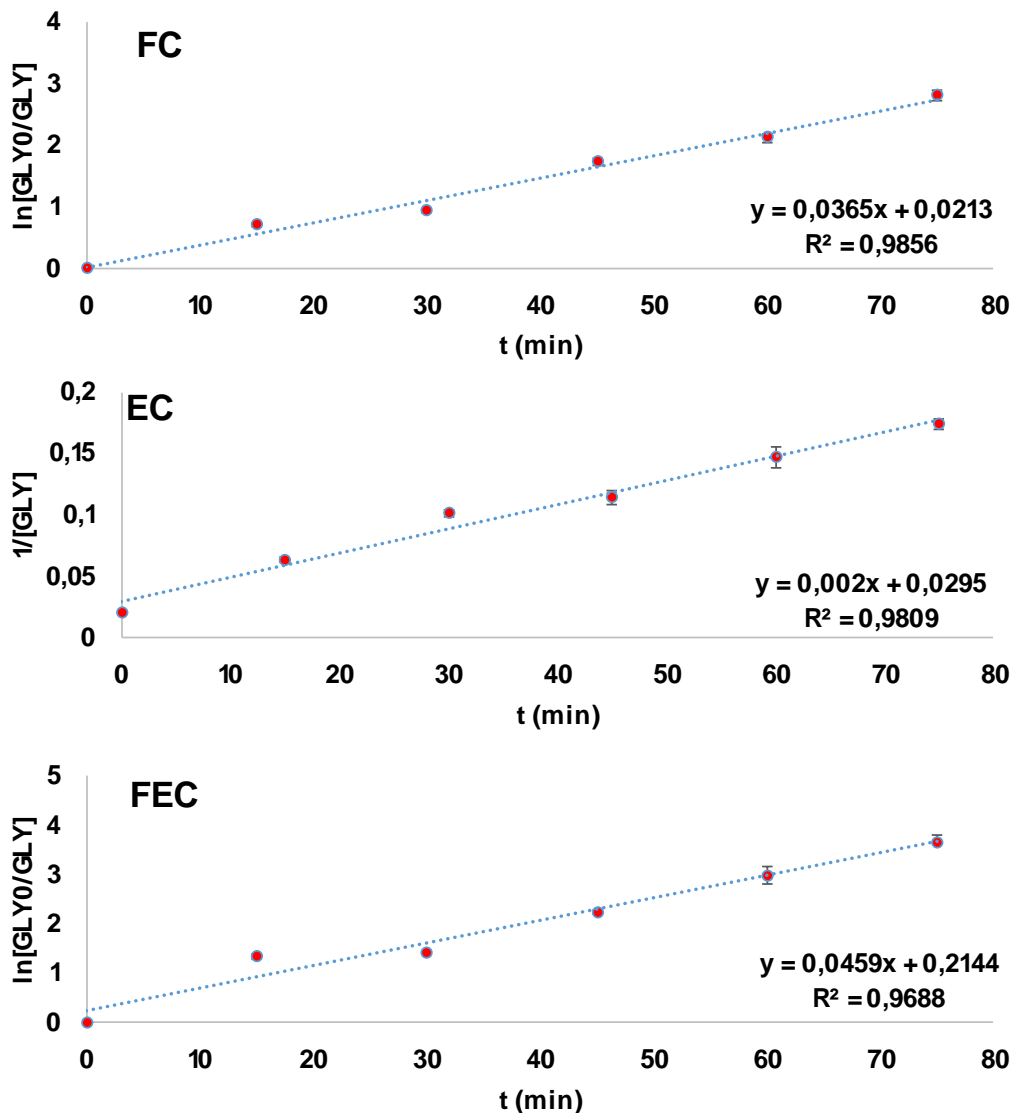 FC
ln[GLY0/GLY]
4
3
2
1
0
y = 0,0365x + 0,0213
R² = 0,9856
0 10 20 30 40 50 60 70 80
t (min)
EC
1/[GLY]
0,2
0,15
0,1
0,05
0
y = 0,002x + 0,0295
R² = 0,9809
0 10 20 30 40 50 60 70 80
t (min)
FEC
ln[GLY0/GLY]
5
4
3
2
1
0
y = 0,0459x + 0,2144
R² = 0,9688
0 10 20 30 40 50 60 70 80
t (min)